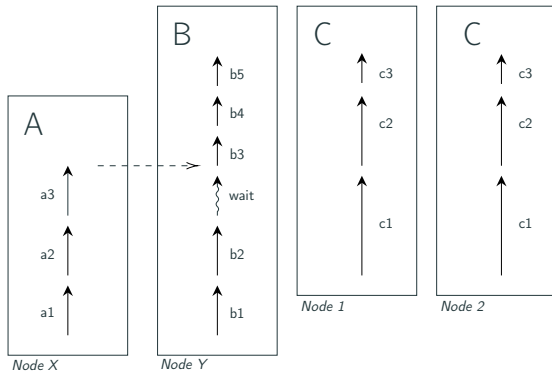 A
a3
a2
a1
Node X
B
b5
b4
b3
wait
b2
b1
Node Y
C
c3
c2
c1
Node 1
C
c3
c2
c1
Node 2